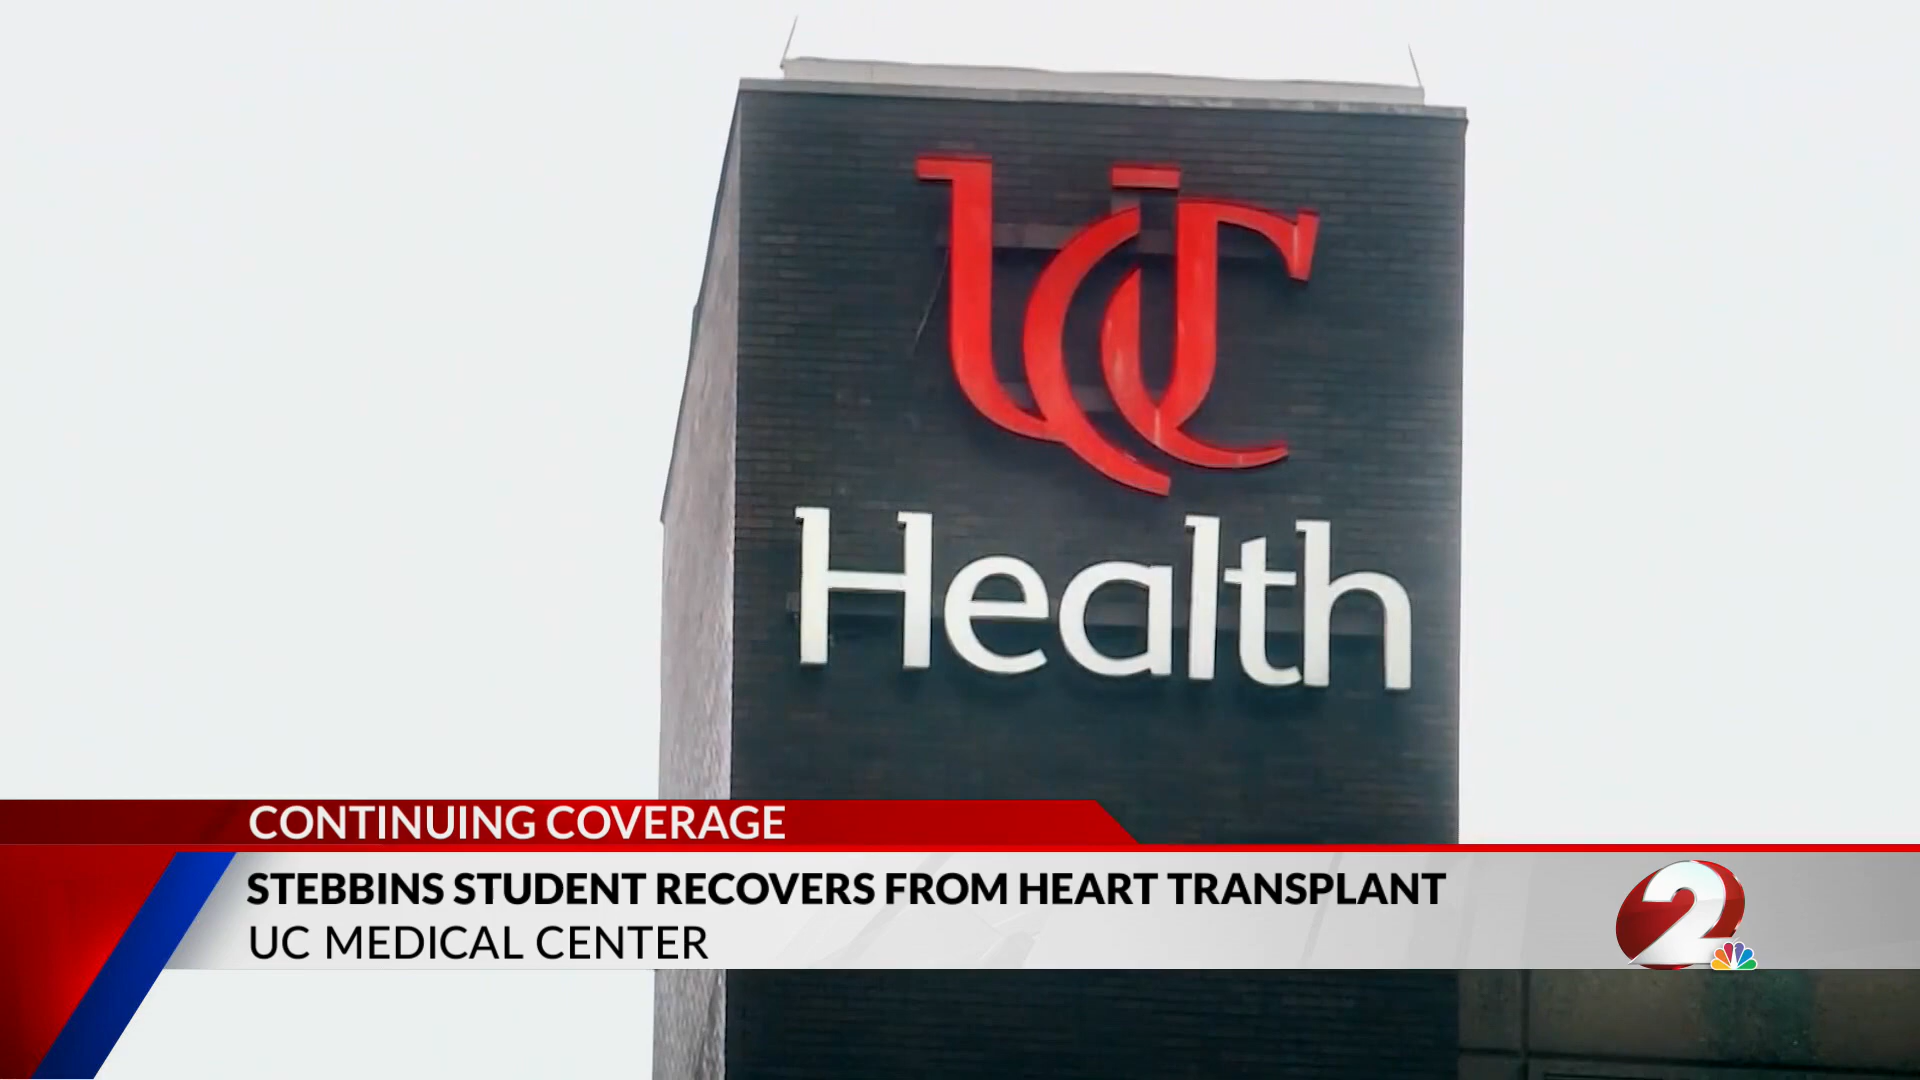 UC
Health
CONTINUING COVERAGE
STEBBINS STUDENT RECOVERS FROM HEART TRANSPLANT
UC MEDICAL CENTER
2